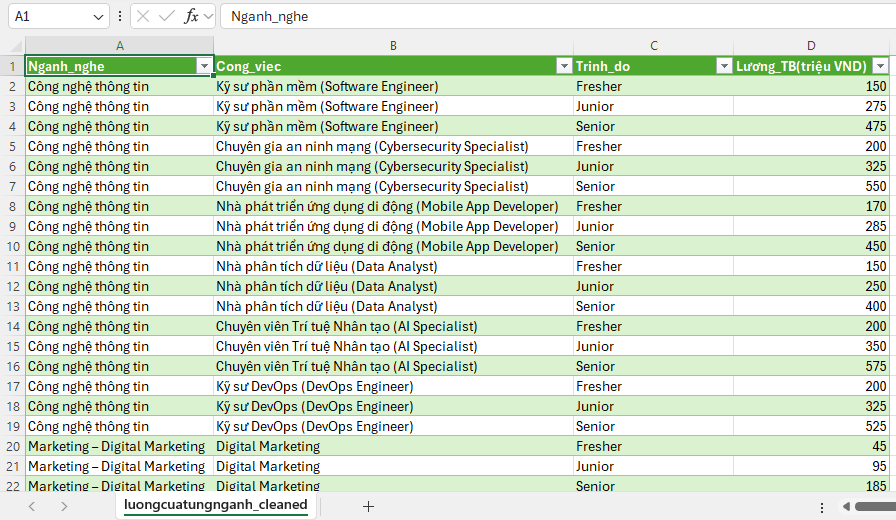 A1 fx Nganh_nghe
A B C D
1 Nganh_nghe Cong_viec Trinh_do Lương_TB(triệu VND)
2 Công nghệ thông tin Kỹ sư phần mềm (Software Engineer) Fresher 150
3 Công nghệ thông tin Kỹ sư phần mềm (Software Engineer) Junior 275
4 Công nghệ thông tin Kỹ sư phần mềm (Software Engineer) Senior 475
5 Công nghệ thông tin Chuyên gia an ninh mạng (Cybersecurity Specialist) Fresher 200
6 Công nghệ thông tin Chuyên gia an ninh mạng (Cybersecurity Specialist) Junior 325
7 Công nghệ thông tin Chuyên gia an ninh mạng (Cybersecurity Specialist) Senior 550
8 Công nghệ thông tin Nhà phát triển ứng dụng di động (Mobile App Developer) Fresher 170
9 Công nghệ thông tin Nhà phát triển ứng dụng di động (Mobile App Developer) Junior 285
10 Công nghệ thông tin Nhà phát triển ứng dụng di động (Mobile App Developer) Senior 450
11 Công nghệ thông tin Nhà phân tích dữ liệu (Data Analyst) Fresher 150
12 Công nghệ thông tin Nhà phân tích dữ liệu (Data Analyst) Junior 250
13 Công nghệ thông tin Nhà phân tích dữ liệu (Data Analyst) Senior 400
14 Công nghệ thông tin Chuyên viên Trí tuệ Nhân tạo (AI Specialist) Fresher 200
15 Công nghệ thông tin Chuyên viên Trí tuệ Nhân tạo (AI Specialist) Junior 350
16 Công nghệ thông tin Chuyên viên Trí tuệ Nhân tạo (AI Specialist) Senior 575
17 Công nghệ thông tin Kỹ sư DevOps (DevOps Engineer) Fresher 200
18 Công nghệ thông tin Kỹ sư DevOps (DevOps Engineer) Junior 325
19 Công nghệ thông tin Kỹ sư DevOps (DevOps Engineer) Senior 525
20 Marketing – Digital Marketing Digital Marketing Fresher 45
21 Marketing – Digital Marketing Digital Marketing Junior 95
22 Marketing – Digital Marketing Digital Marketing Senior 185
luongcuatungnganh_cleaned